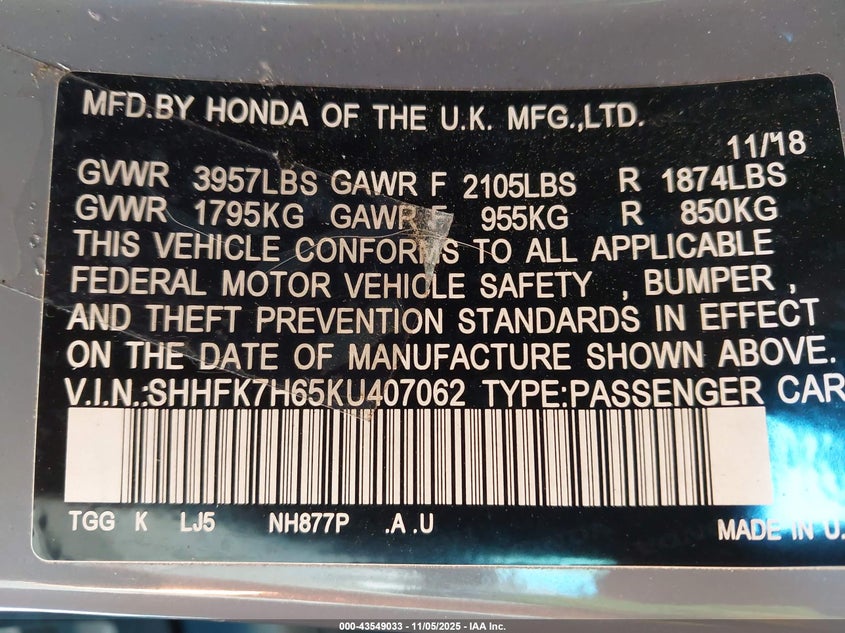 MFD.BY HONDA OF THE U.K. MFG.,LTD.
11/18
GVWR 3957LBS GAWR F 2105LBS R 1874LBS
GVWR 1795KG GAWR F 955KG R 850KG
THIS VEHICLE CONFORMS TO ALL APPLICABLE
FEDERAL MOTOR VEHICLE SAFETY , BUMPER ,
AND THEFT PREVENTION STANDARDS IN EFFECT
ON THE DATE OF MANUFACTURE SHOWN ABOVE.
V.I.N.:SHHFK7H65KU407062 TYPE:PASSENGER CAR
TGG K LJ5 NH877P .A .U
MADE IN U.
000-43549033 - 11/05/2025 - IAA Inc.